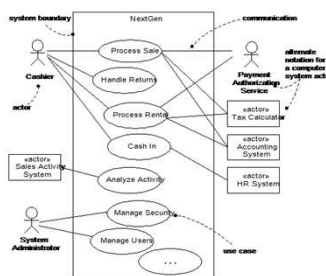 system boundary
NextGen
communication
Process Sale
Cashier
actor
Handle Returns
Payment
Authorization
Service
alternate
notation for
a computer
system act
Process Rental
«actor»
Tax Calculator
Cash In
«actor»
Accounting
System
«actor»
Sales Activity
System
Analyze Activity
«actor»
HR System
System
Administrator
Manage Security
Manage Users
use case
. . .